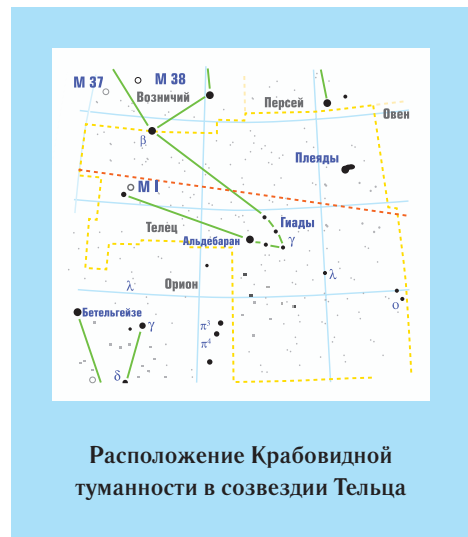 М 37
М 38
Возничий
Персей
Овен
β
Плеяды
М I
Телец
Гиады
Альдебаран
γ
λ
Орион
λ
ο
Бетельгейзе
γ
π³
π⁴
δ
Расположение Крабовидной
туманности в созвездии Тельца